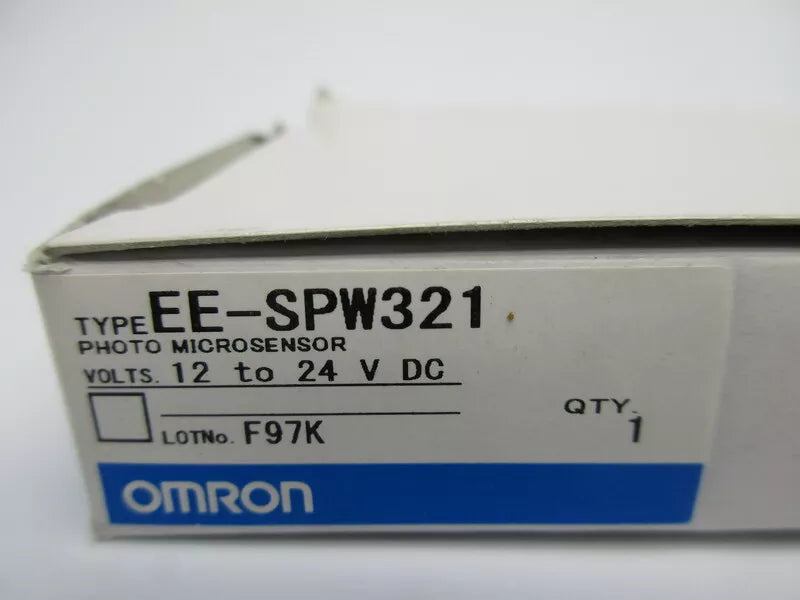 TYPE EE-SPW321
PHOTO MICROSENSOR
VOLTS. 12 to 24 V DC
QTY.
LOTNo. F97K 1
OMRON